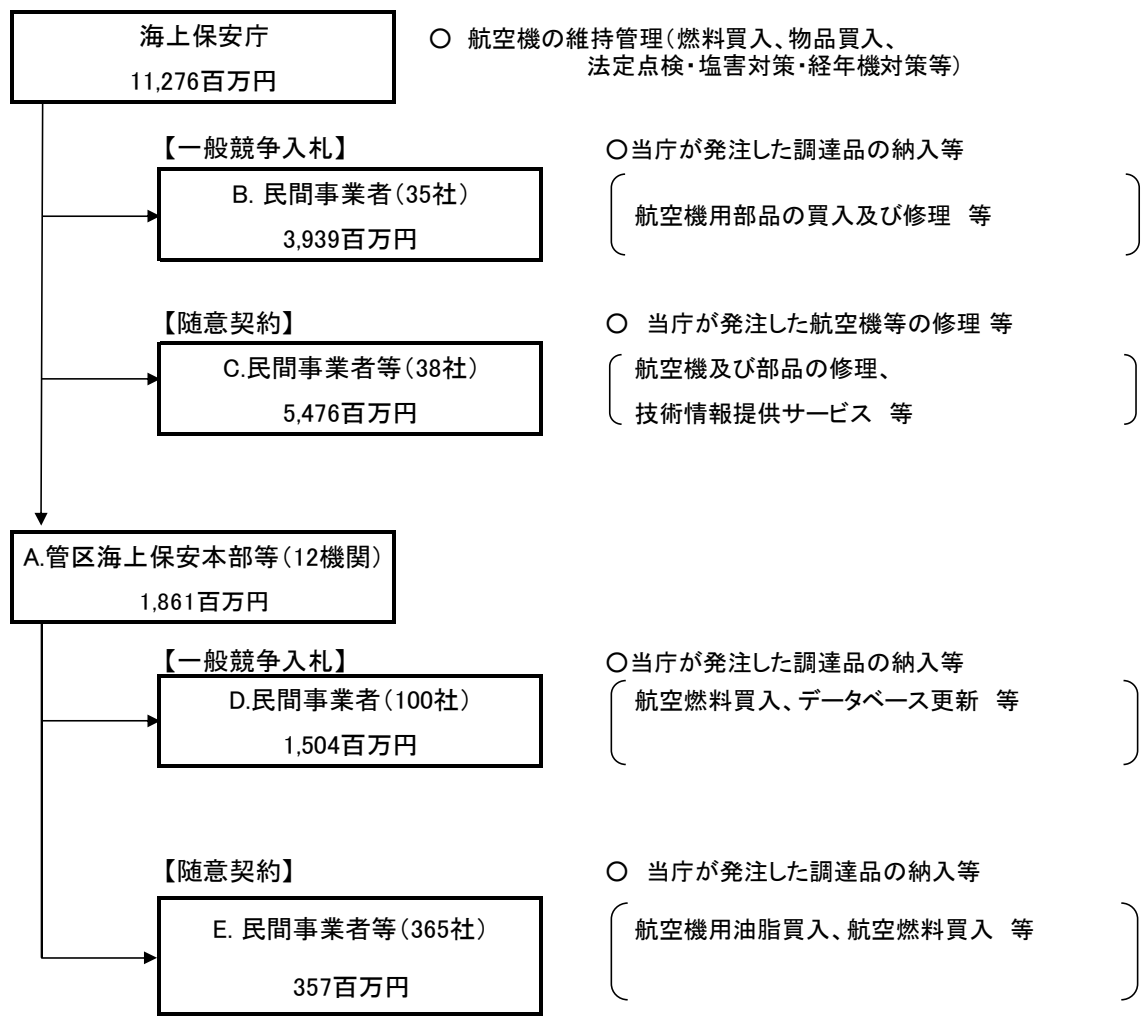 海上保安庁
11,276百万円
○ 航空機の維持管理(燃料買入、物品買入、
法定点検・塩害対策・経年機対策等)
【一般競争入札】
○当庁が発注した調達品の納入等
B. 民間事業者(35社)
3,939百万円
航空機用部品の買入及び修理 等
【随意契約】
○ 当庁が発注した航空機等の修理 等
C.民間事業者等(38社)
5,476百万円
航空機及び部品の修理、
技術情報提供サービス 等
A.管区海上保安本部等(12機関)
1,861百万円
【一般競争入札】
○当庁が発注した調達品の納入等
D.民間事業者(100社)
1,504百万円
航空燃料買入、データベース更新 等
【随意契約】
○ 当庁が発注した調達品の納入等
E. 民間事業者等(365社)
357百万円
航空機用油脂買入、航空燃料買入 等